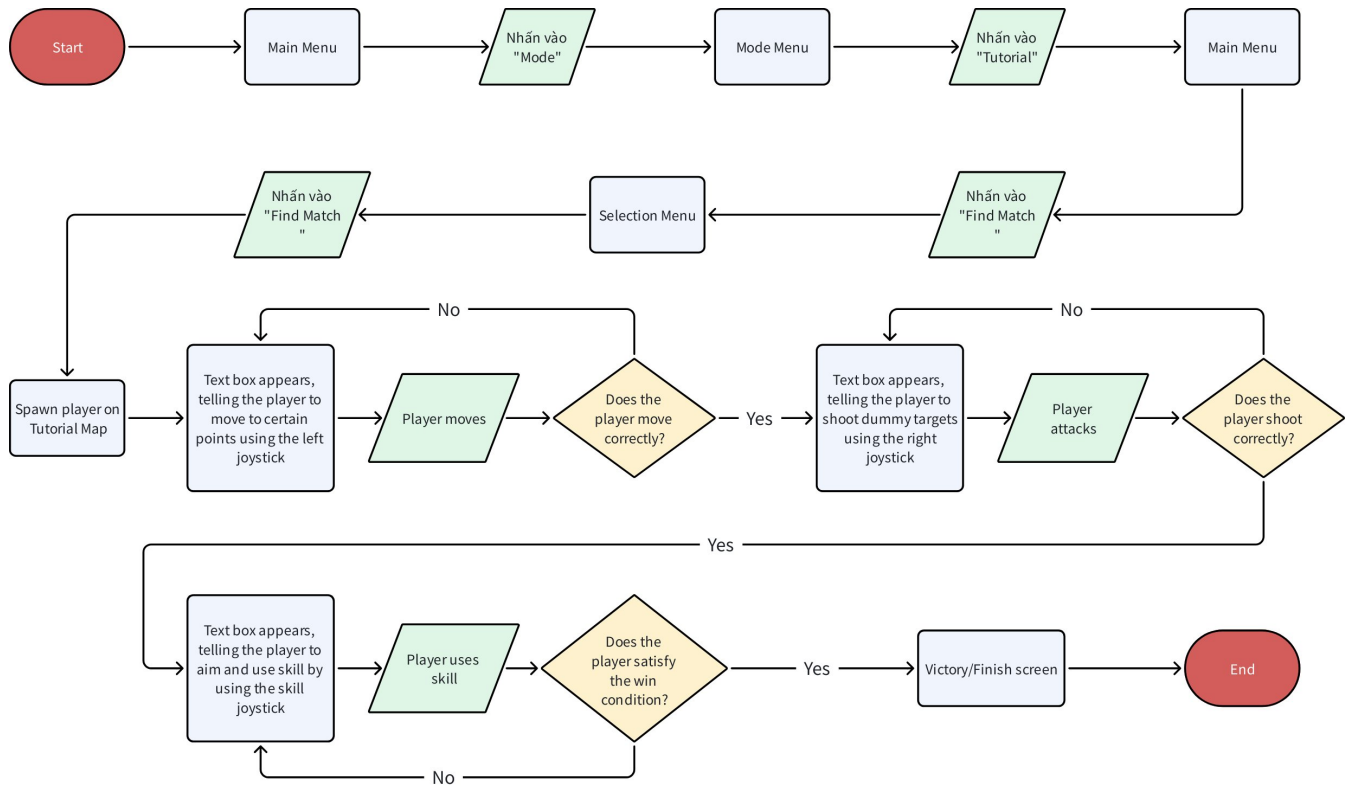 Start
Main Menu
Nhấn vào
"Mode"
Mode Menu
Nhấn vào
"Tutorial"
Main Menu
Nhấn vào
"Find Match
"
Selection Menu
Nhấn vào
"Find Match
"
Spawn player on
Tutorial Map
Text box appears,
telling the player to
move to certain
points using the left
joystick
Player moves
Does the
player move
correctly?
No
Yes
Text box appears,
telling the player to
shoot dummy targets
using the right
joystick
Player
attacks
Does the
player shoot
correctly?
No
Yes
Text box appears,
telling the player to
aim and use skill by
using the skill
joystick
Player uses
skill
Does the
player satisfy
the win
condition?
No
Yes
Victory/Finish screen
End